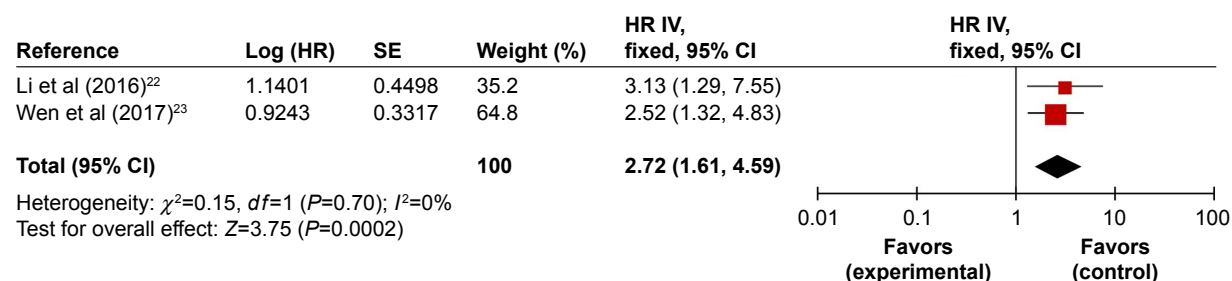 HR IV, HR IV,
Reference Log (HR) SE Weight (%) fixed, 95% CI fixed, 95% CI
Li et al (2016)²² 1.1401 0.4498 35.2 3.13 (1.29, 7.55)
Wen et al (2017)²³ 0.9243 0.3317 64.8 2.52 (1.32, 4.83)
Total (95% CI) 100 2.72 (1.61, 4.59)
Heterogeneity: χ²=0.15, df=1 (P=0.70); I²=0%
Test for overall effect: Z=3.75 (P=0.0002)
0.01 0.1 1 10 100
Favors Favors
(experimental) (control)